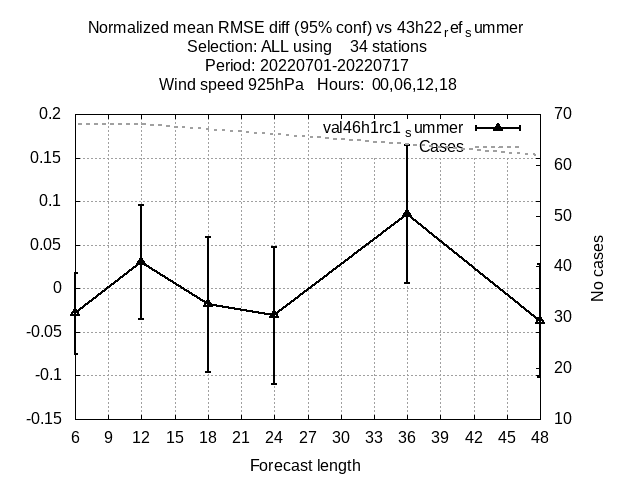 Normalized mean RMSE diff (95% conf) vs 43h22refsummer
Selection: ALL using 34 stations
Period: 20220701-20220717
Wind speed 925hPa Hours: 00,06,12,18
val46h1rc1summer
Cases
0.2
0.15
0.1
0.05
0
-0.05
-0.1
-0.15
70
60
50
40
30
20
10
No cases
6 9 12 15 18 21 24 27 30 33 36 39 42 45 48
Forecast length